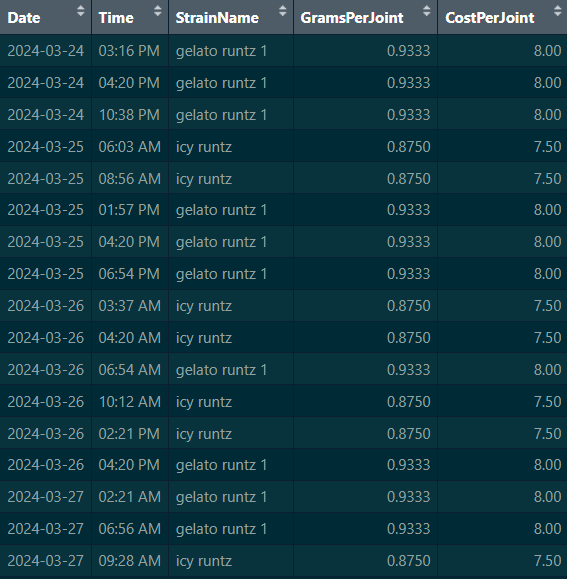 Date Time StrainName GramsPerJoint CostPerJoint
2024-03-24 03:16 PM gelato runtz 1 0.9333 8.00
2024-03-24 04:20 PM gelato runtz 1 0.9333 8.00
2024-03-24 10:38 PM gelato runtz 1 0.9333 8.00
2024-03-25 06:03 AM icy runtz 0.8750 7.50
2024-03-25 08:56 AM icy runtz 0.8750 7.50
2024-03-25 01:57 PM gelato runtz 1 0.9333 8.00
2024-03-25 04:20 PM gelato runtz 1 0.9333 8.00
2024-03-25 06:54 PM gelato runtz 1 0.9333 8.00
2024-03-26 03:37 AM icy runtz 0.8750 7.50
2024-03-26 04:20 AM icy runtz 0.8750 7.50
2024-03-26 06:54 AM gelato runtz 1 0.9333 8.00
2024-03-26 10:12 AM icy runtz 0.8750 7.50
2024-03-26 02:21 PM icy runtz 0.8750 7.50
2024-03-26 04:20 PM gelato runtz 1 0.9333 8.00
2024-03-27 02:21 AM gelato runtz 1 0.9333 8.00
2024-03-27 06:56 AM gelato runtz 1 0.9333 8.00
2024-03-27 09:28 AM icy runtz 0.8750 7.50